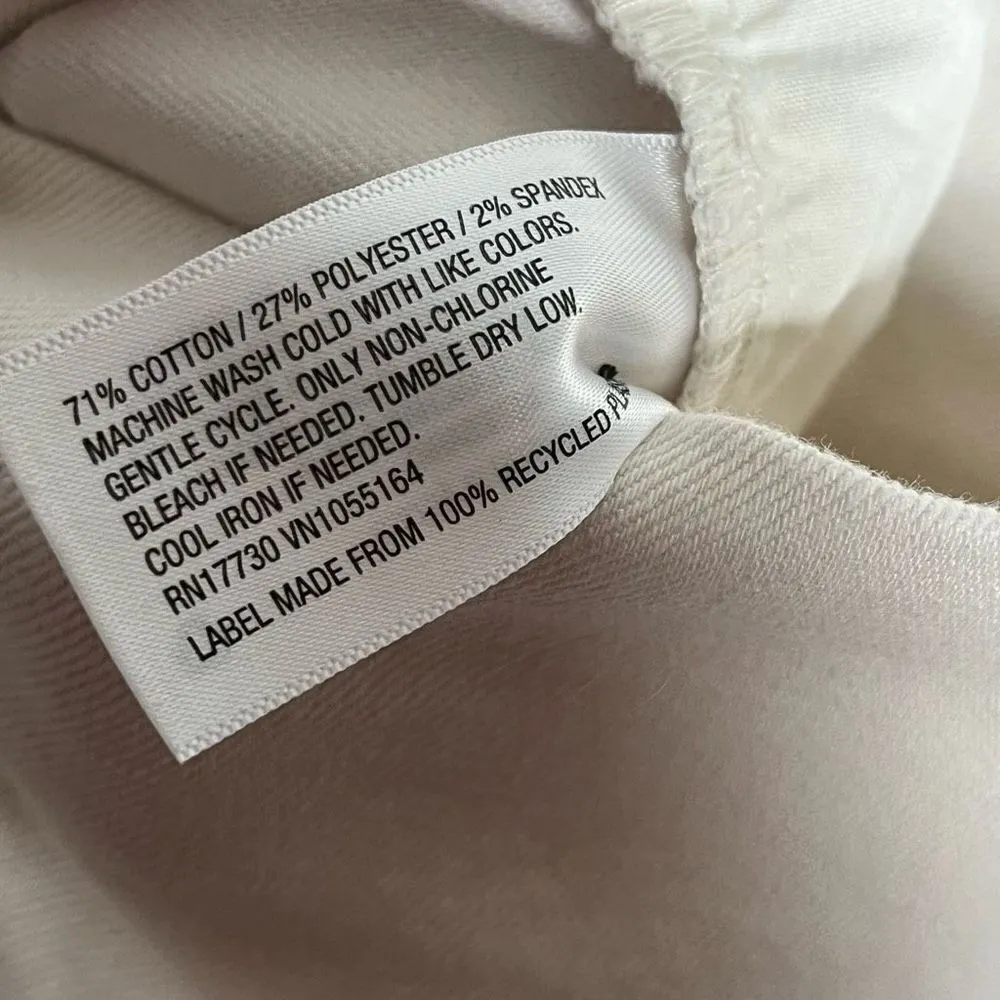 71% COTTON / 27% POLYESTER / 2% SPANDEX
MACHINE WASH COLD WITH LIKE COLORS.
GENTLE CYCLE. ONLY NON-CHLORINE
BLEACH IF NEEDED. TUMBLE DRY LOW.
COOL IRON IF NEEDED.
RN17730 VN1055164
LABEL MADE FROM 100% RECYCLED